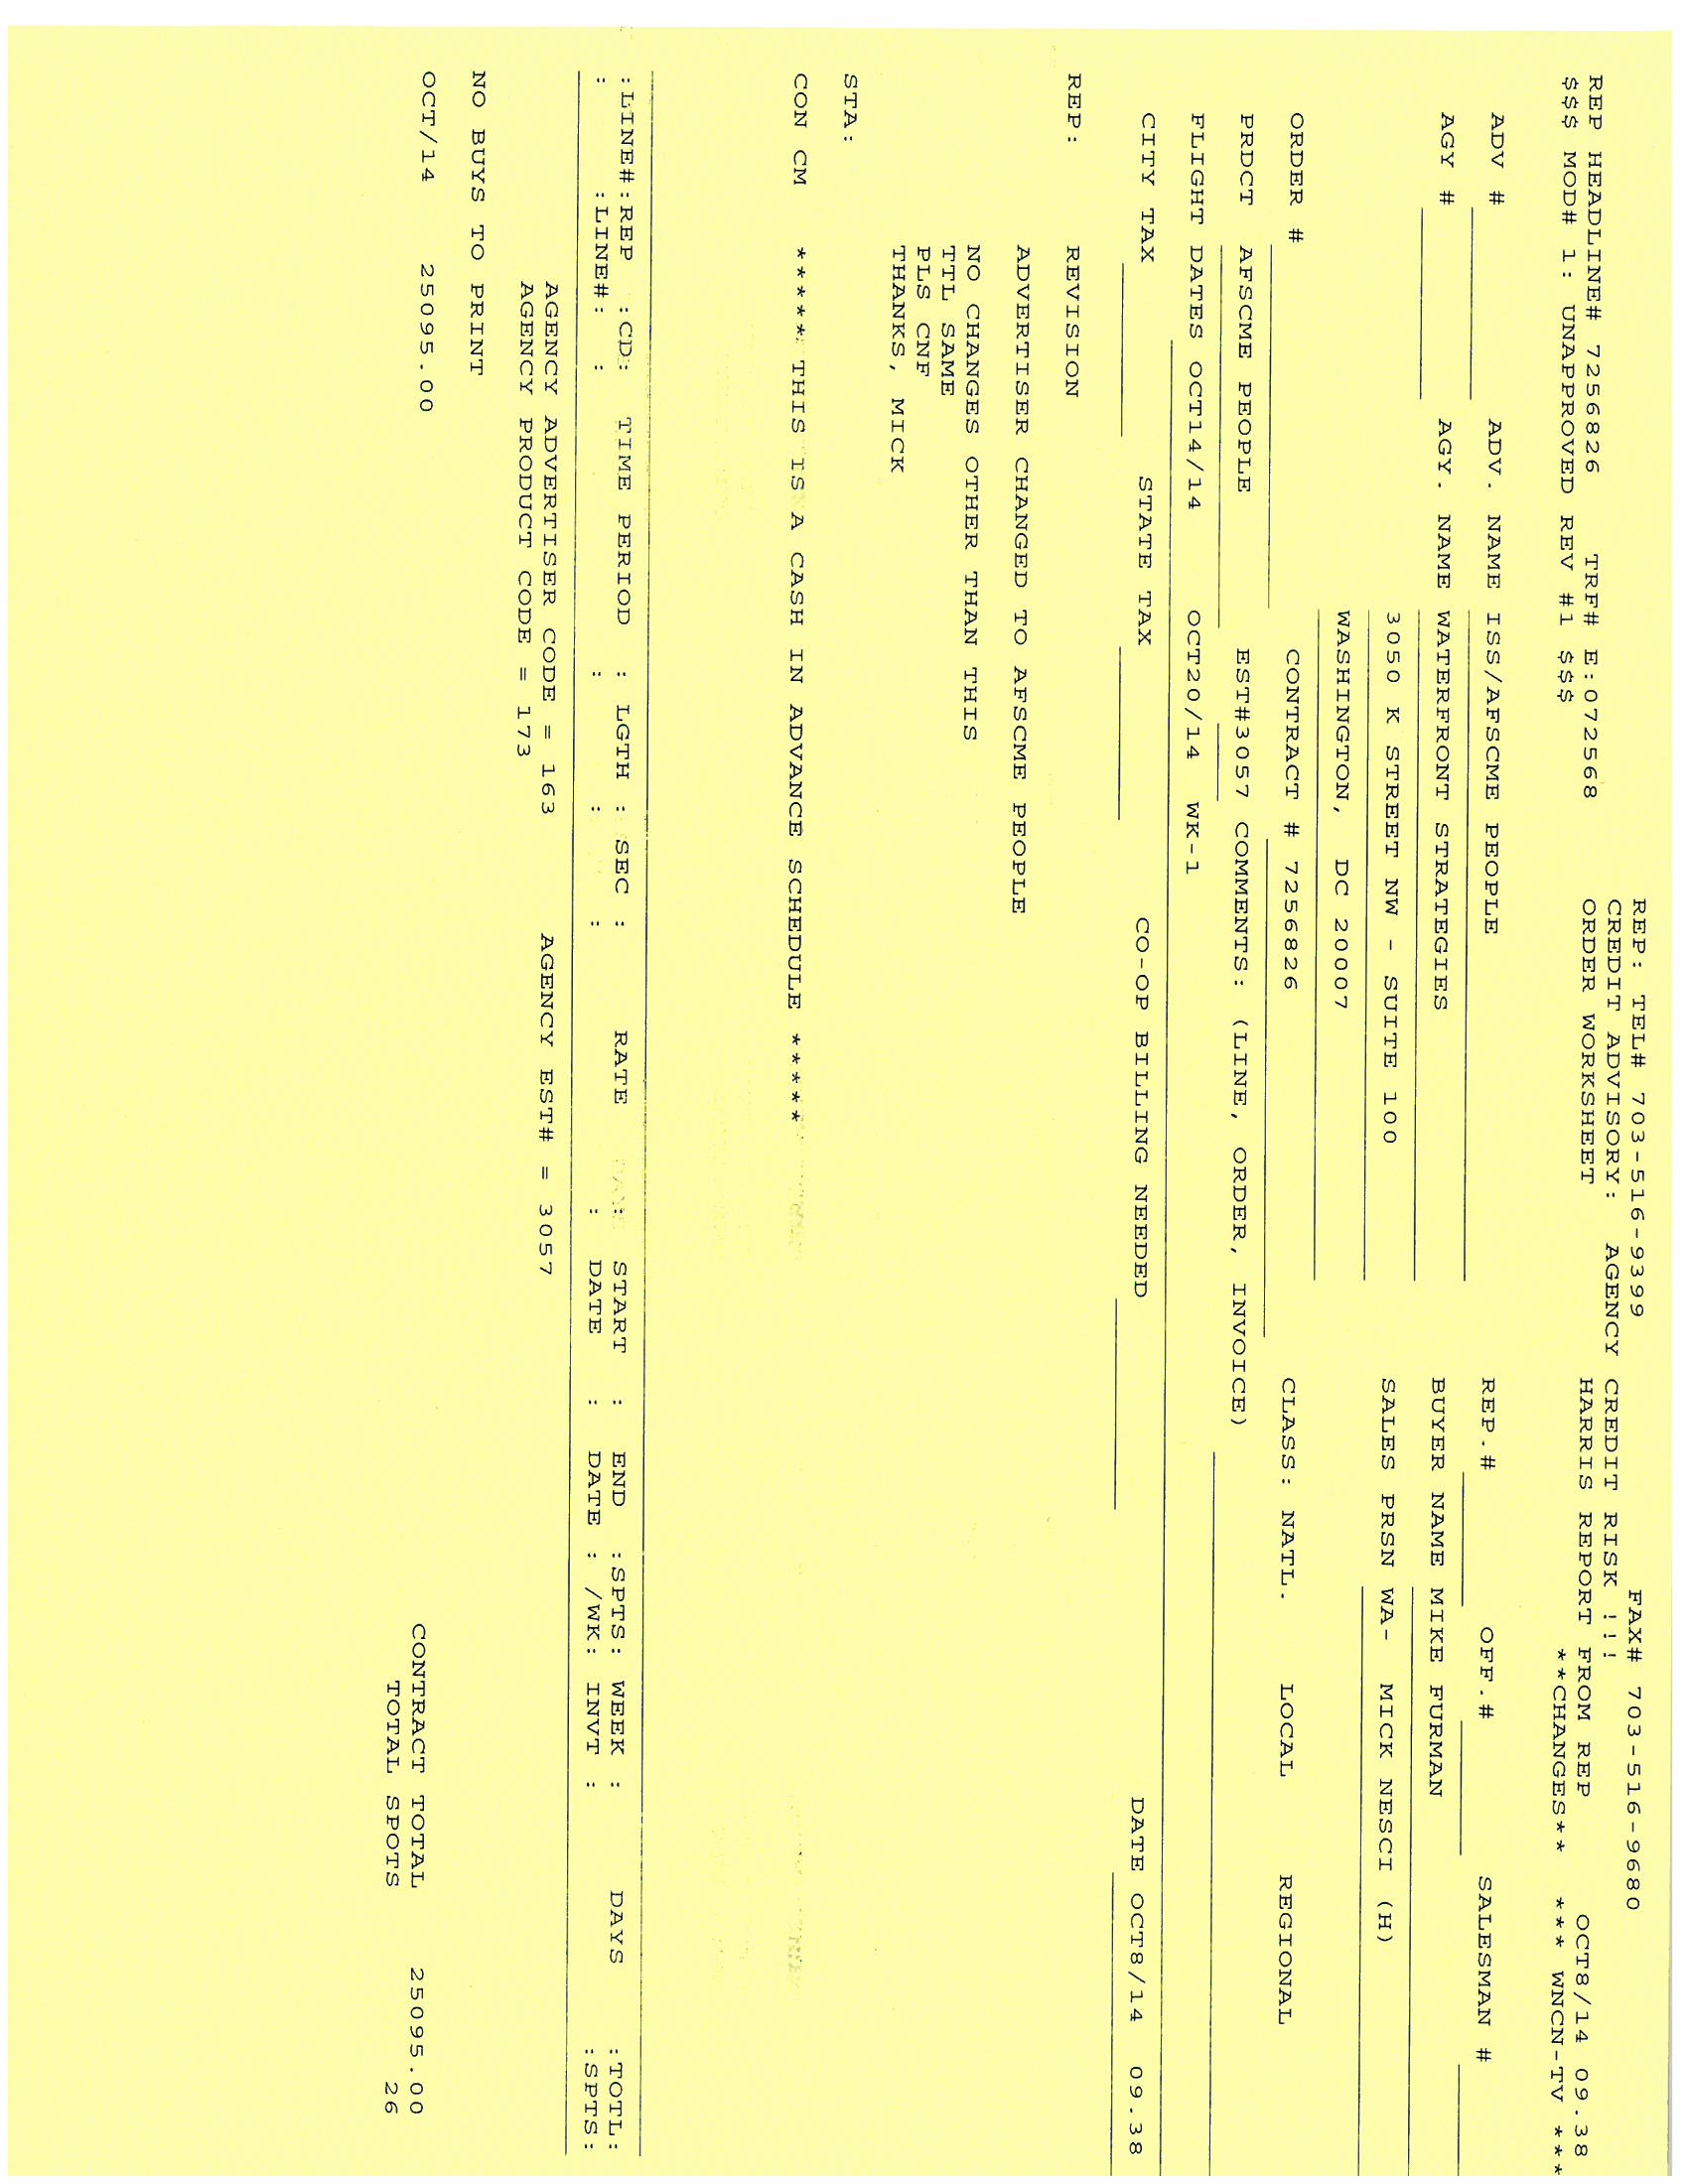 REP: TEL# 703-516-9399 FAX# 703-516-9680
CREDIT ADVISORY: AGENCY CREDIT RISK !!!
REP HEADLINE# 7256826 TRF# E:072568 ORDER WORKSHEET HARRIS REPORT FROM REP OCT8/14 09.38
$$$ MOD# 1: UNAPPROVED REV #1 $$$ **CHANGES** *** WNCN-TV ***
ADV # ADV. NAME ISS/AFSCME PEOPLE REP.# OFF.# SALESMAN #
AGY # AGY. NAME WATERFRONT STRATEGIES BUYER NAME MIKE FURMAN
3050 K STREET NW - SUITE 100 SALES PRSN WA- MICK NESCI (H)
WASHINGTON, DC 20007
ORDER # CONTRACT # 7256826 CLASS: NATL. LOCAL REGIONAL
PRDCT AFSCME PEOPLE EST#3057 COMMENTS: (LINE, ORDER, INVOICE)
FLIGHT DATES OCT14/14 OCT20/14 WK-1
CITY TAX STATE TAX CO-OP BILLING NEEDED DATE OCT8/14 09.38
REP: REVISION
ADVERTISER CHANGED TO AFSCME PEOPLE
NO CHANGES OTHER THAN THIS
TTL SAME
PLS CNF
THANKS, MICK
STA:
CON CM ***** THIS IS A CASH IN ADVANCE SCHEDULE *****
:LINE#:REP :CD: TIME PERIOD : LGTH : SEC : RATE : START : END :SPTS: WEEK : DAYS :TOTL:
: :LINE#: : : : : : DATE : DATE : /WK: INVT : :SPTS:
AGENCY ADVERTISER CODE = 163 AGENCY EST# = 3057
AGENCY PRODUCT CODE = 173
NO BUYS TO PRINT
OCT/14 25095.00 CONTRACT TOTAL 25095.00
TOTAL SPOTS 26